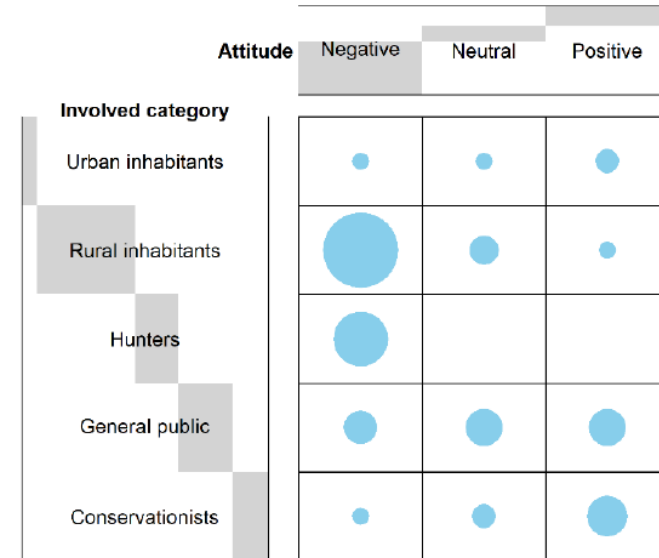 Attitude Negative Neutral Positive
Involved category
Urban inhabitants
Rural inhabitants
Hunters
General public
Conservationists